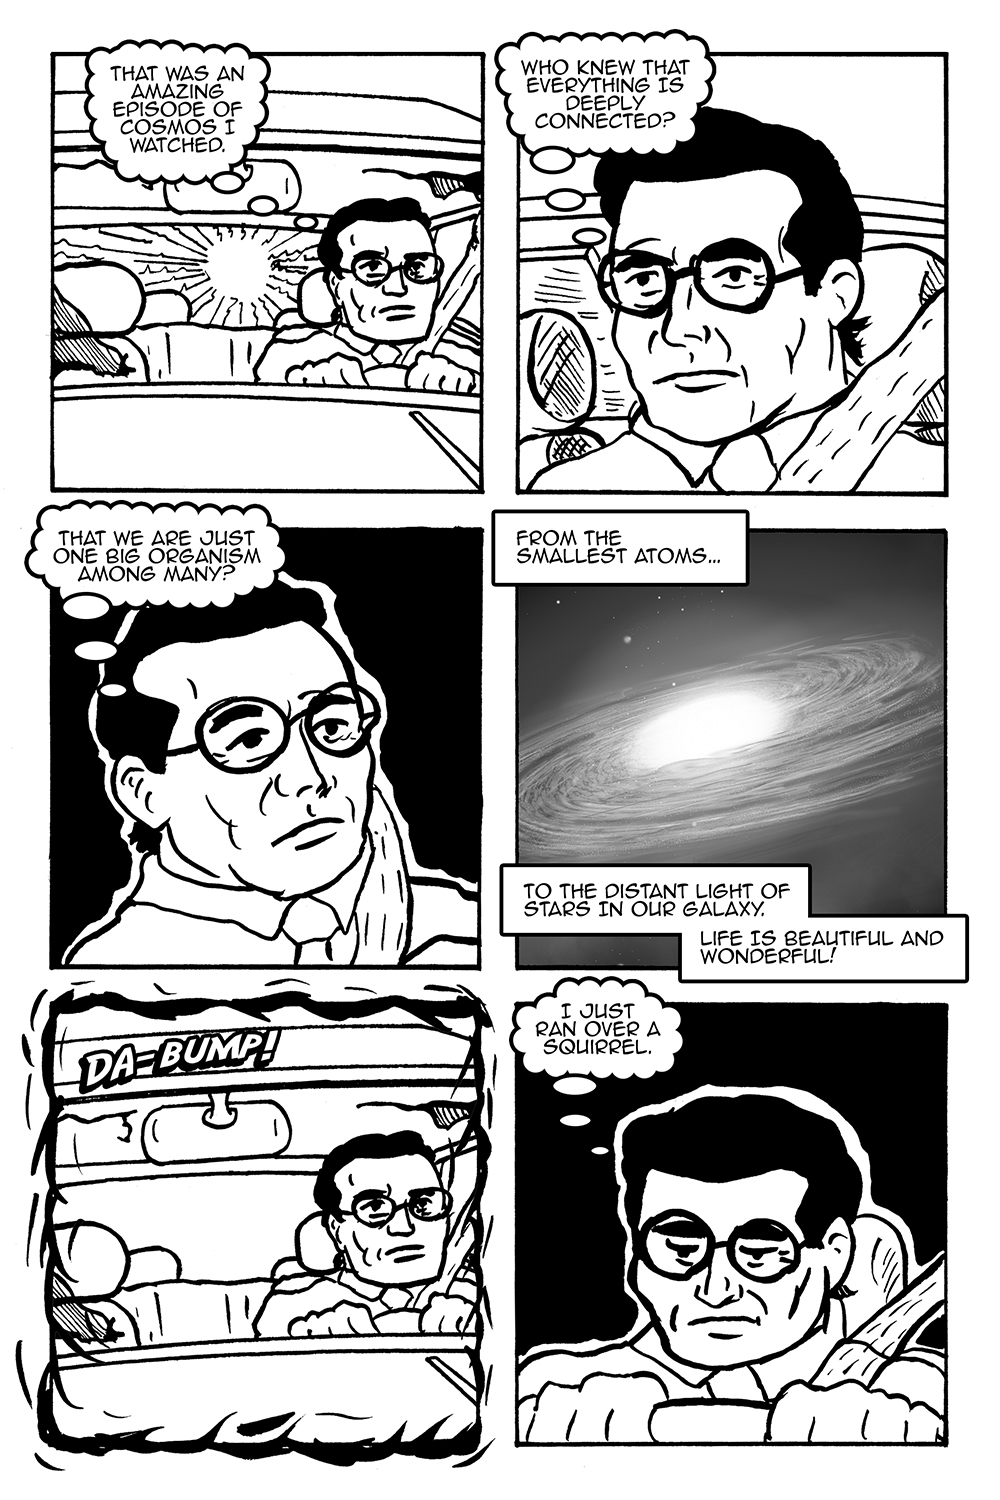 THAT WAS AN
AMAZING
EPISODE OF
COSMOS I
WATCHED.
WHO KNEW THAT
EVERYTHING IS
DEEPLY
CONNECTED?
THAT WE ARE JUST
ONE BIG ORGANISM
AMONG MANY?
FROM THE
SMALLEST ATOMS...
TO THE DISTANT LIGHT OF
STARS IN OUR GALAXY.
LIFE IS BEAUTIFUL AND
WONDERFUL!
DA-BUMP!
I JUST
RAN OVER A
SQUIRREL.